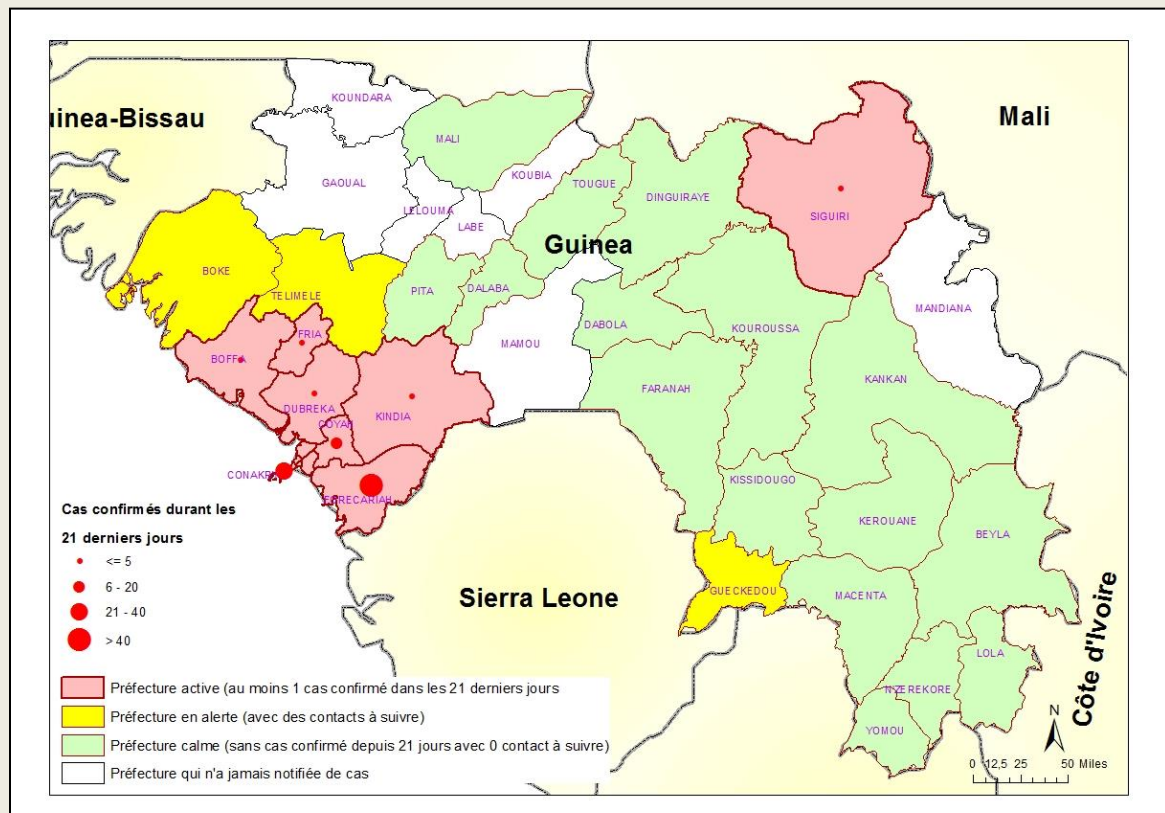 KOUNDARA
uinea-Bissau
Mali
MALI
KOUBIA
TOUGUE
GAOUAL
DINGUIRAYE
LELOUMA
SIGUIRI
LABE
Guinea
BOKE
PITA
DALABA
TELIMELE
MANDIANA
DABOLA
KOUROUSSA
FRIA
MAMOU
BOFFA
KANKAN
FARANAH
DUBREKA
KINDIA
COYAH
CONAKR
KISSIDOUGO
FORECARIAH
KEROUANE
BEYLA
GUECKEDOU
MACENTA
Sierra Leone
LOLA
N'ZEREKORE
YOMOU
Côte d'Ivoire
Cas confirmés durant les
21 derniers jours
<= 5
6 - 20
21 - 40
> 40
Préfecture active (au moins 1 cas confirmé dans les 21 derniers jours
Préfecture en alerte (avec des contacts à suivre)
Préfecture calme (sans cas confirmé depuis 21 jours avec 0 contact à suivre)
Préfecture qui n'a jamais notifiée de cas
N
0 12,5 25 50 Miles